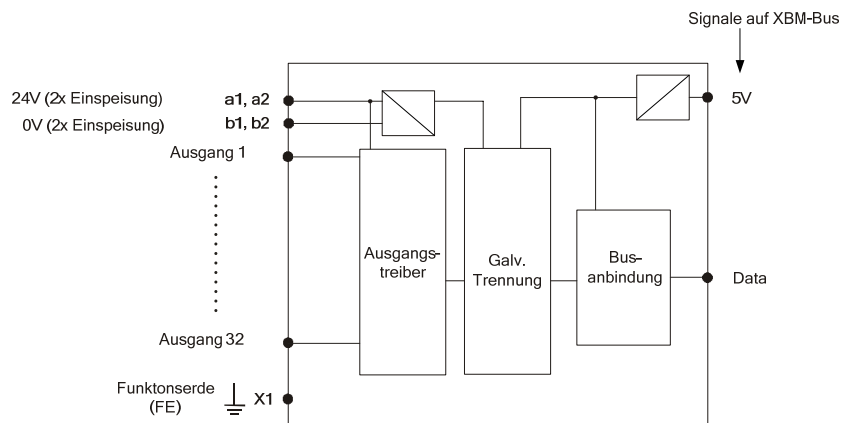 Signale auf XBM-Bus
24V (2x Einspeisung) a1, a2 5V
0V (2x Einspeisung) b1, b2
Ausgang 1
Ausgangs-
treiber
Galv.
Trennung
Bus-
anbindung
Data
Ausgang 32
Funktonserde
(FE)
X1